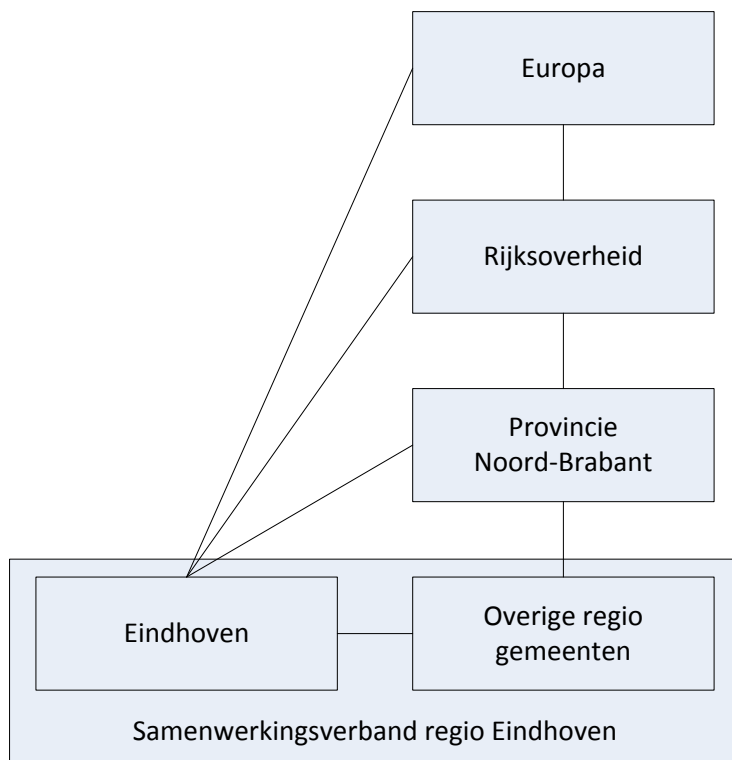 Europa
Rijksoverheid
Provincie
Noord-Brabant
Eindhoven
Overige regio
gemeenten
Samenwerkingsverband regio Eindhoven